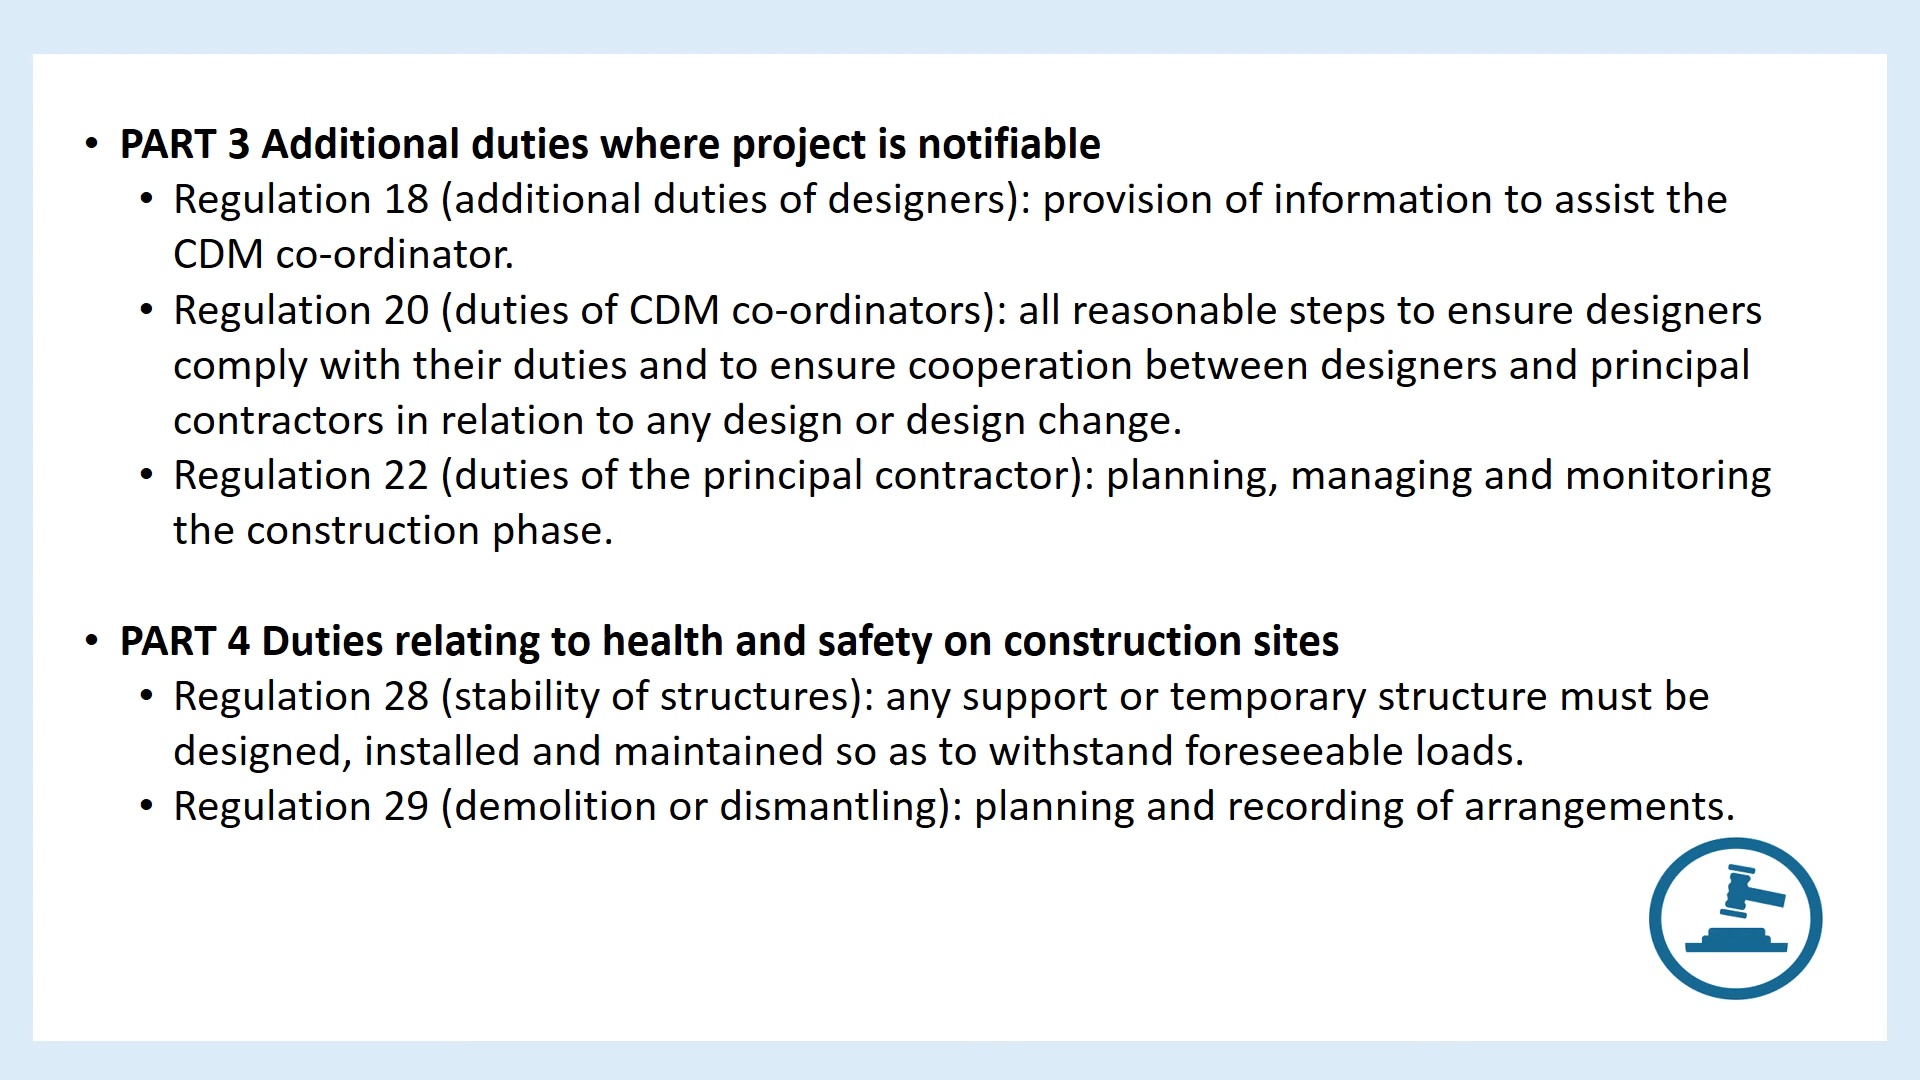 • PART 3 Additional duties where project is notifiable
• Regulation 18 (additional duties of designers): provision of information to assist the
CDM co-ordinator.
• Regulation 20 (duties of CDM co-ordinators): all reasonable steps to ensure designers
comply with their duties and to ensure cooperation between designers and principal
contractors in relation to any design or design change.
• Regulation 22 (duties of the principal contractor): planning, managing and monitoring
the construction phase.
• PART 4 Duties relating to health and safety on construction sites
• Regulation 28 (stability of structures): any support or temporary structure must be
designed, installed and maintained so as to withstand foreseeable loads.
• Regulation 29 (demolition or dismantling): planning and recording of arrangements.